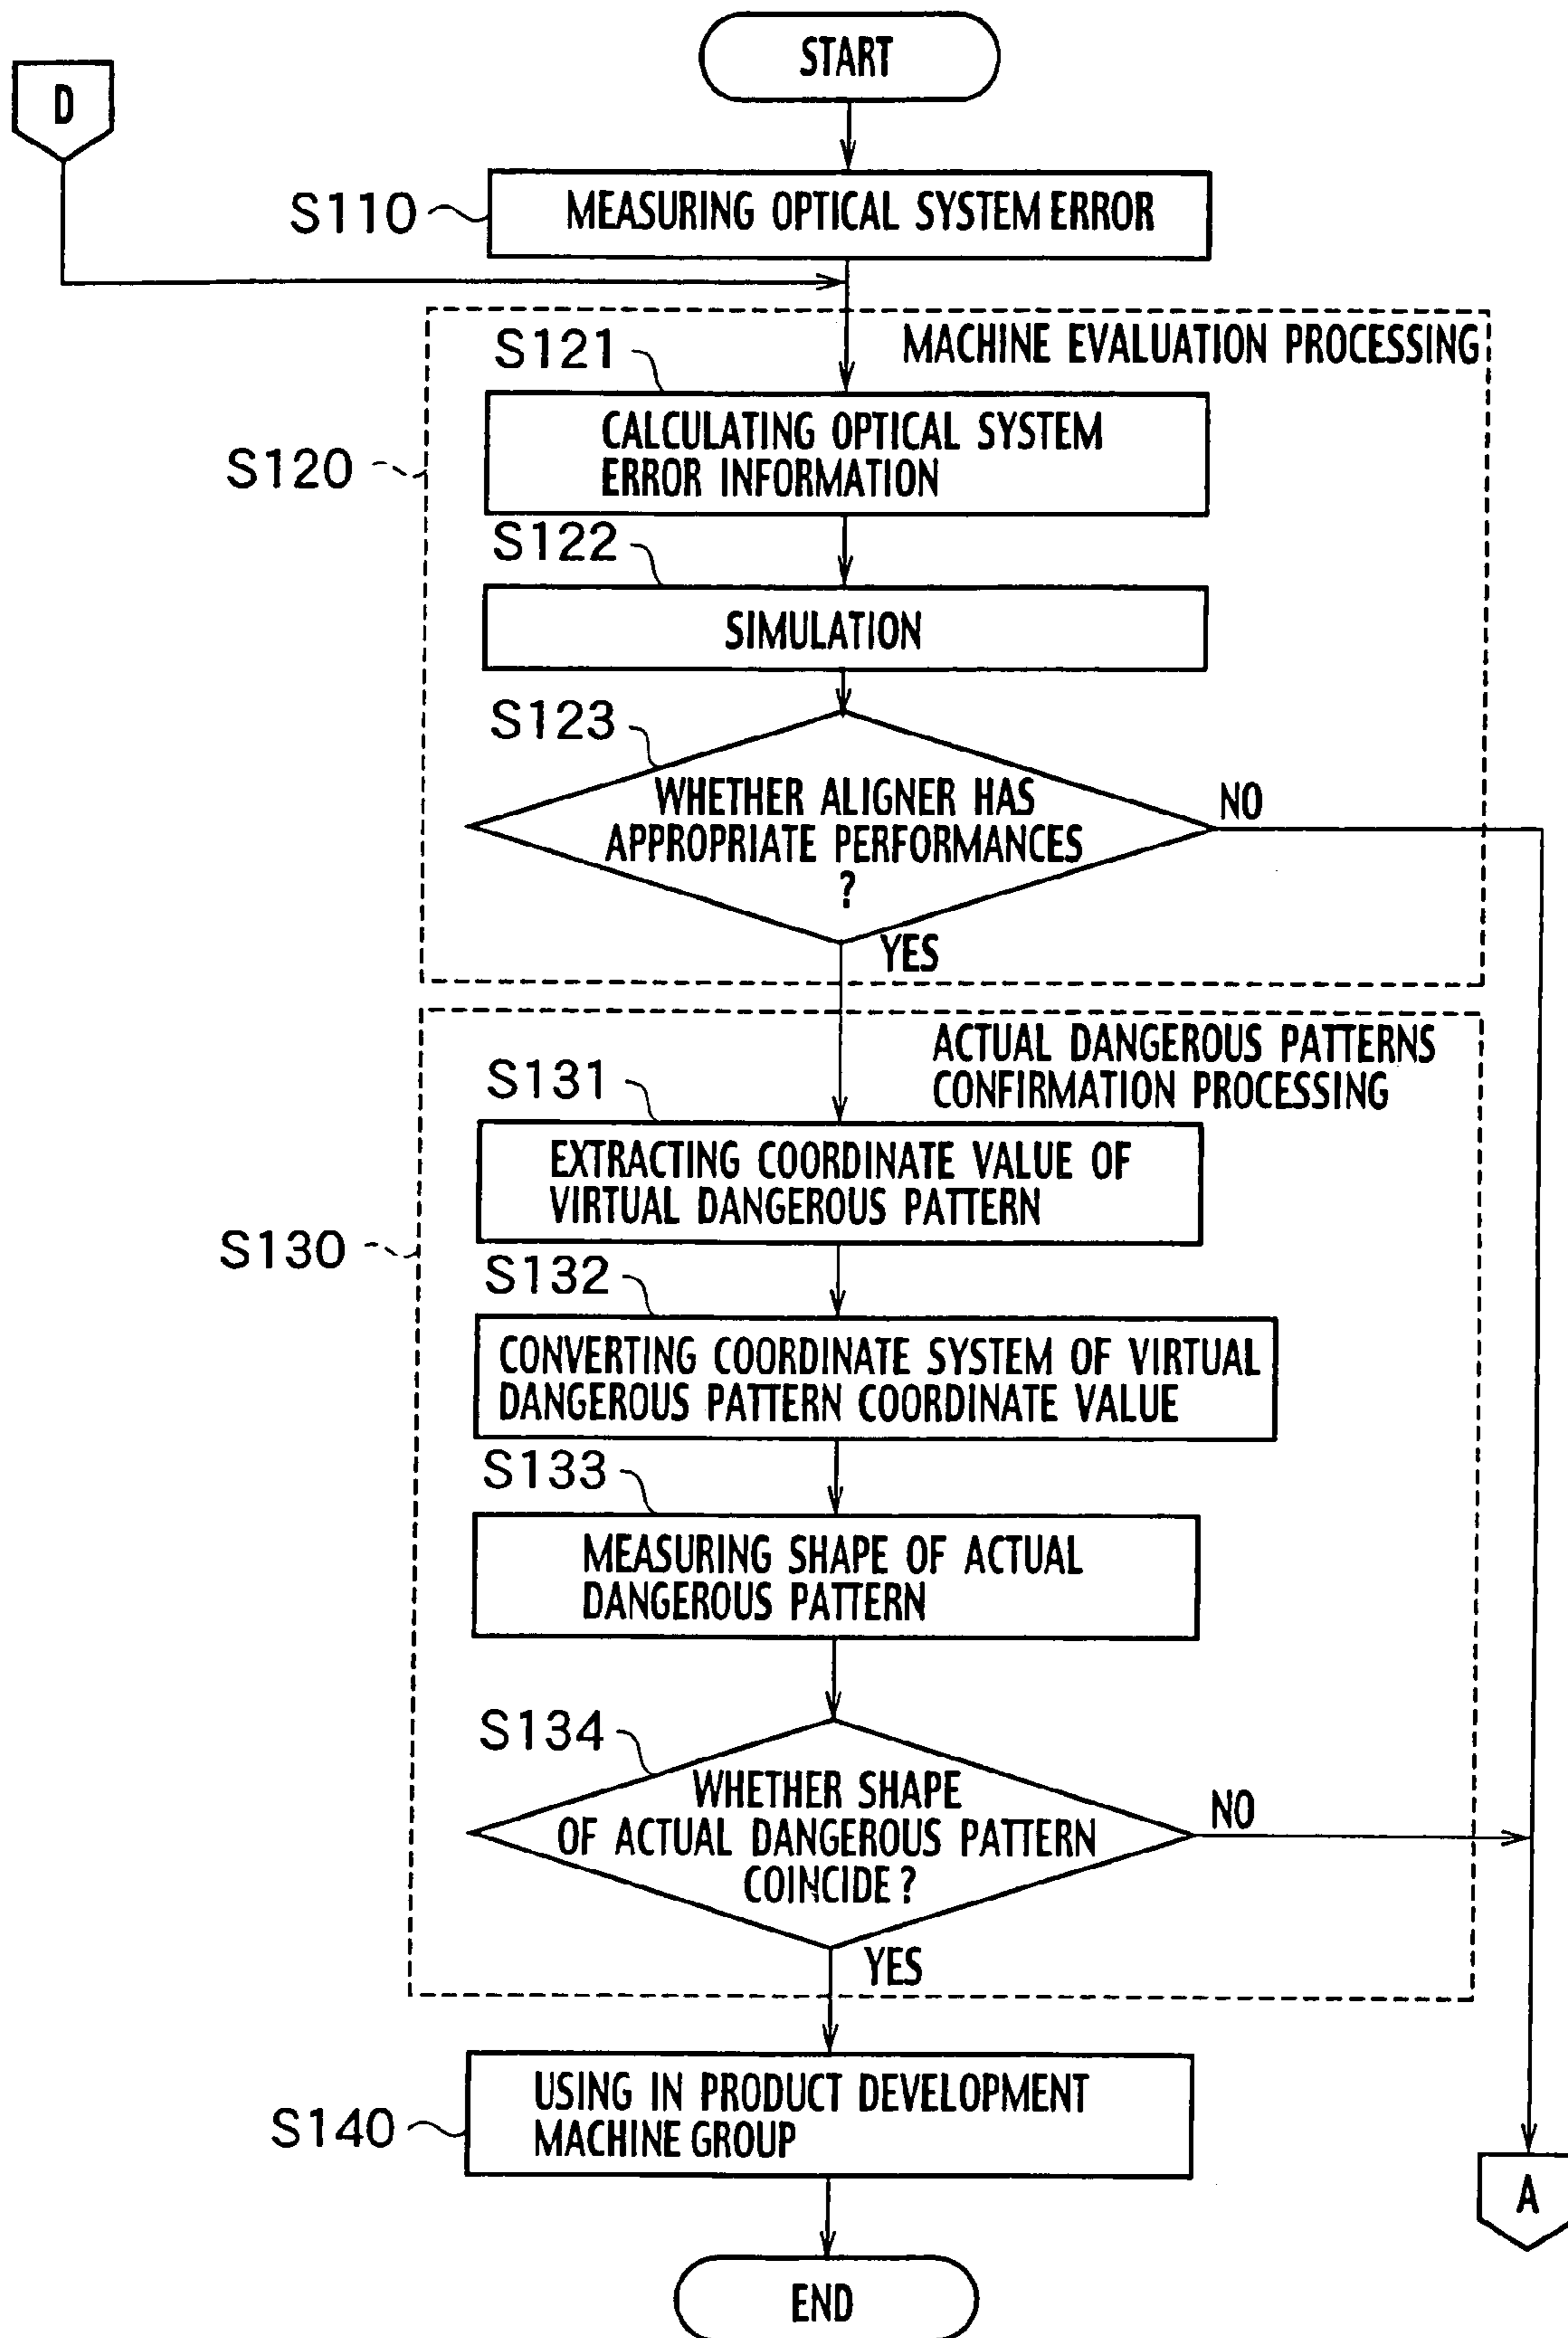 START
D
S110
MEASURING OPTICAL SYSTEM ERROR
MACHINE EVALUATION PROCESSING
S121
CALCULATING OPTICAL SYSTEM
ERROR INFORMATION
S120
S122
SIMULATION
S123
WHETHER ALIGNER HAS
APPROPRIATE PERFORMANCES
?
NO
YES
ACTUAL DANGEROUS PATTERNS
CONFIRMATION PROCESSING
S131
EXTRACTING COORDINATE VALUE OF
VIRTUAL DANGEROUS PATTERN
S130
S132
CONVERTING COORDINATE SYSTEM OF VIRTUAL
DANGEROUS PATTERN COORDINATE VALUE
S133
MEASURING SHAPE OF ACTUAL
DANGEROUS PATTERN
S134
WHETHER SHAPE
OF ACTUAL DANGEROUS PATTERN
COINCIDE ?
NO
YES
S140
USING IN PRODUCT DEVELOPMENT
MACHINE GROUP
A
END